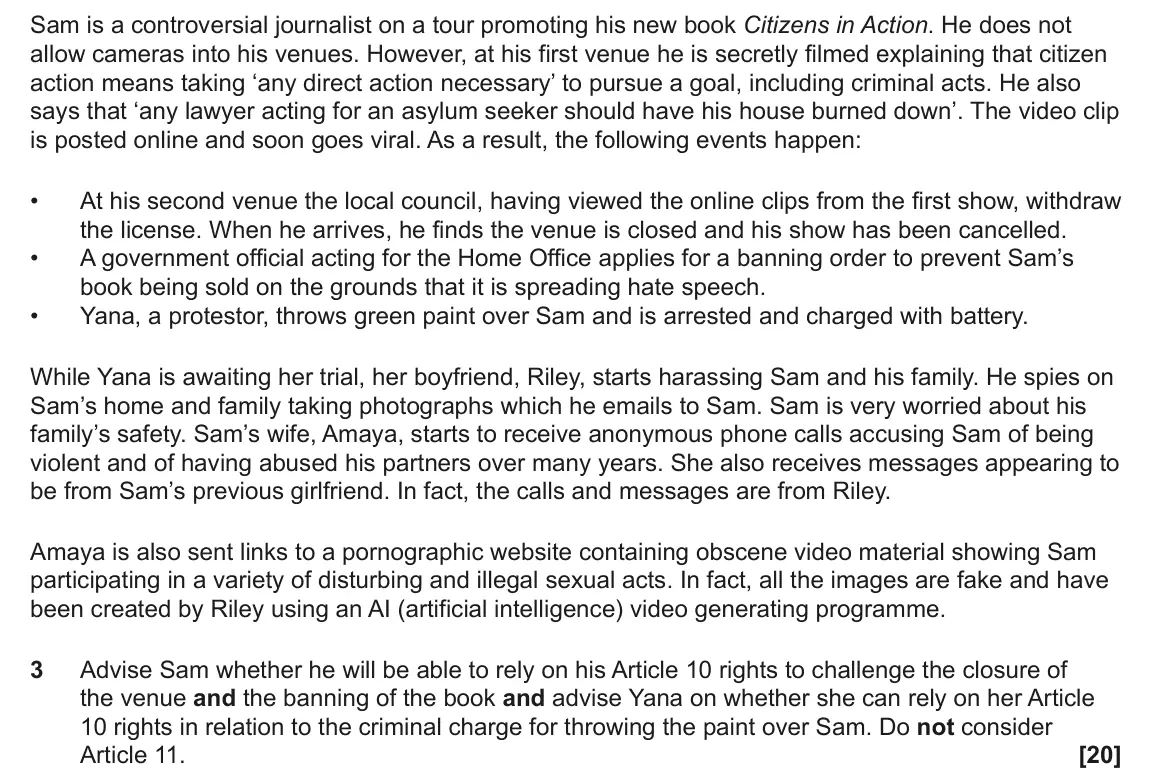 Sam is a controversial journalist on a tour promoting his new book Citizens in Action. He does not
allow cameras into his venues. However, at his first venue he is secretly filmed explaining that citizen
action means taking ‘any direct action necessary’ to pursue a goal, including criminal acts. He also
says that ‘any lawyer acting for an asylum seeker should have his house burned down’. The video clip
is posted online and soon goes viral. As a result, the following events happen:
• At his second venue the local council, having viewed the online clips from the first show, withdraw
the license. When he arrives, he finds the venue is closed and his show has been cancelled.
• A government official acting for the Home Office applies for a banning order to prevent Sam’s
book being sold on the grounds that it is spreading hate speech.
• Yana, a protestor, throws green paint over Sam and is arrested and charged with battery.
While Yana is awaiting her trial, her boyfriend, Riley, starts harassing Sam and his family. He spies on
Sam’s home and family taking photographs which he emails to Sam. Sam is very worried about his
family’s safety. Sam’s wife, Amaya, starts to receive anonymous phone calls accusing Sam of being
violent and of having abused his partners over many years. She also receives messages appearing to
be from Sam’s previous girlfriend. In fact, the calls and messages are from Riley.
Amaya is also sent links to a pornographic website containing obscene video material showing Sam
participating in a variety of disturbing and illegal sexual acts. In fact, all the images are fake and have
been created by Riley using an AI (artificial intelligence) video generating programme.
3 Advise Sam whether he will be able to rely on his Article 10 rights to challenge the closure of
the venue and the banning of the book and advise Yana on whether she can rely on her Article
10 rights in relation to the criminal charge for throwing the paint over Sam. Do not consider
Article 11. [20]